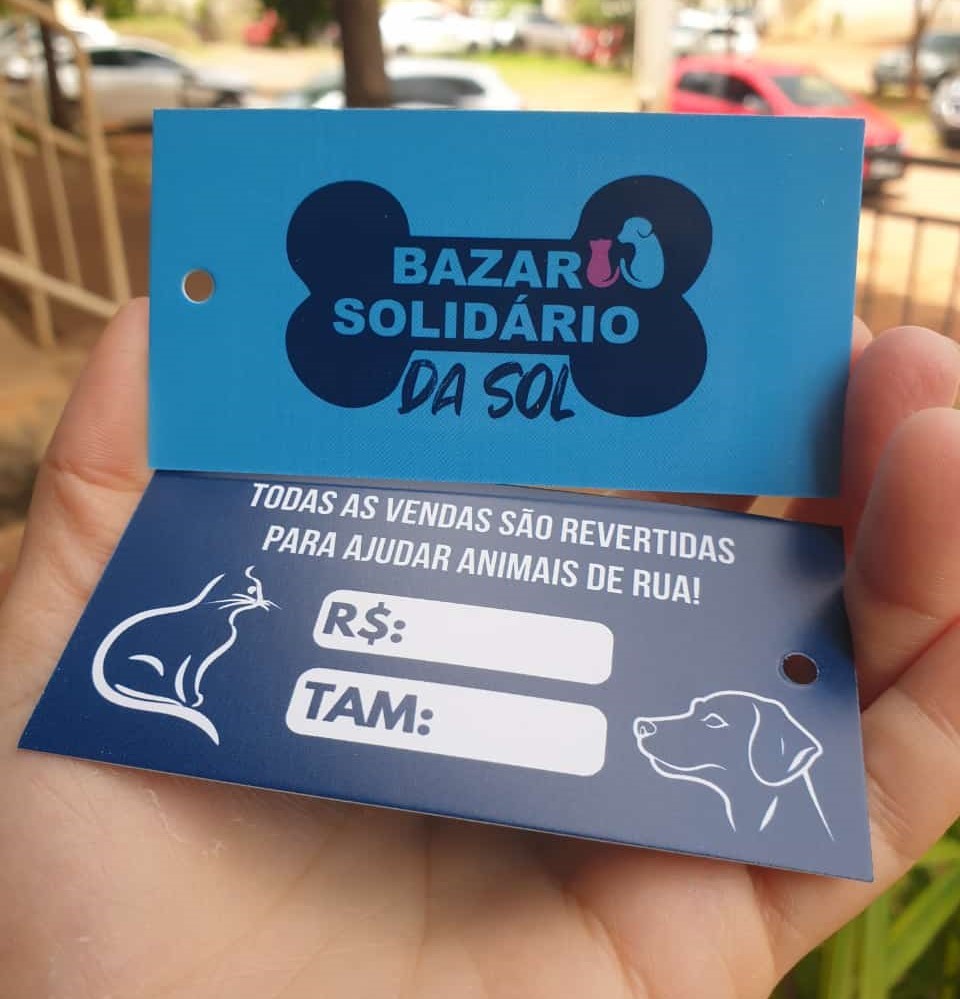 BAZAR
SOLIDÁRIO
DA SOL
TODAS AS VENDAS SÃO REVERTIDAS
PARA AJUDAR ANIMAIS DE RUA!
R$:
TAM: